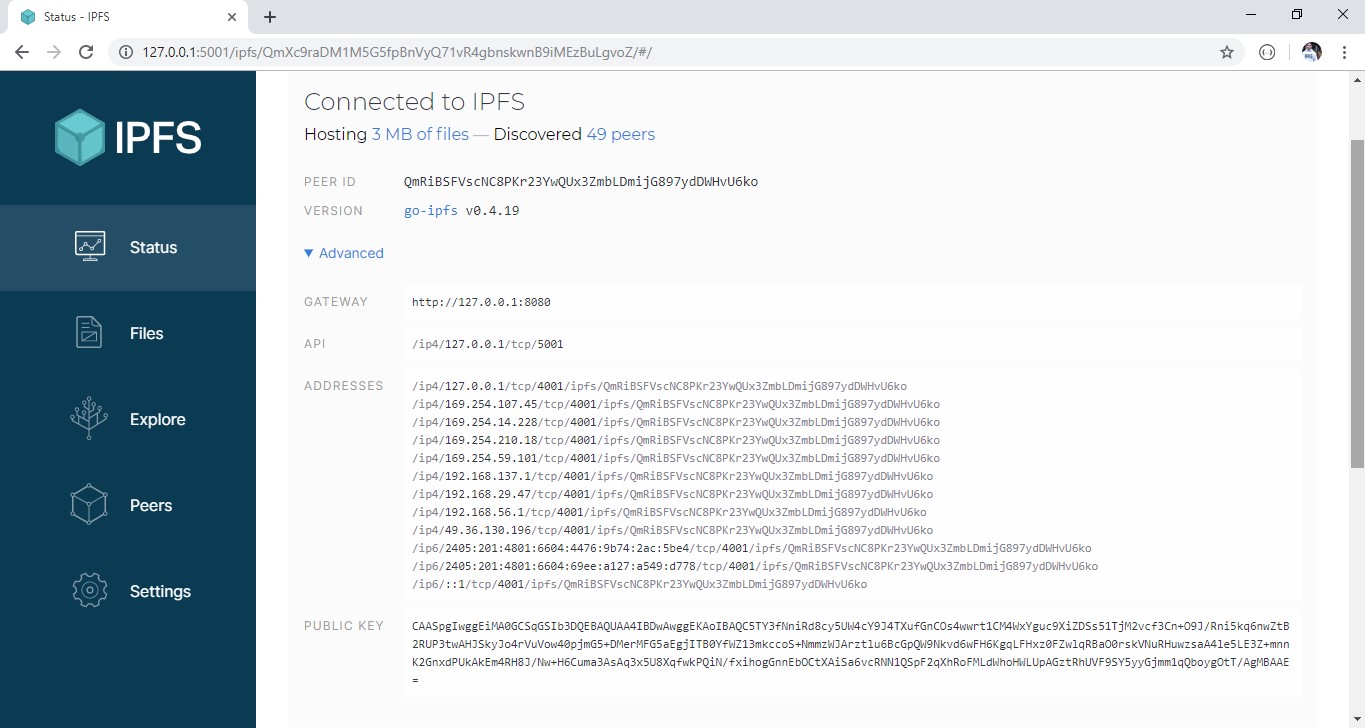 Status - IPFS
127.0.0.1:5001/ipfs/QmXc9raDM1M5G5fpBnVyQ71vR4gbnskwnB9iMEzBuLgvoZ/#/
IPFS
Status
Files
Explore
Peers
Settings
Connected to IPFS
Hosting 3 MB of files — Discovered 49 peers
PEER ID QmRiBSFVscNC8PKr23YwQUx3ZmbLDmijG897ydDWHvU6ko
VERSION go-ipfs v0.4.19
▼ Advanced
GATEWAY http://127.0.0.1:8080
API /ip4/127.0.0.1/tcp/5001
ADDRESSES /ip4/127.0.0.1/tcp/4001/ipfs/QmRiBSFVscNC8PKr23YwQUx3ZmbLDmijG897ydDWHvU6ko
/ip4/169.254.107.45/tcp/4001/ipfs/QmRiBSFVscNC8PKr23YwQUx3ZmbLDmijG897ydDWHvU6ko
/ip4/169.254.14.228/tcp/4001/ipfs/QmRiBSFVscNC8PKr23YwQUx3ZmbLDmijG897ydDWHvU6ko
/ip4/169.254.210.18/tcp/4001/ipfs/QmRiBSFVscNC8PKr23YwQUx3ZmbLDmijG897ydDWHvU6ko
/ip4/169.254.59.101/tcp/4001/ipfs/QmRiBSFVscNC8PKr23YwQUx3ZmbLDmijG897ydDWHvU6ko
/ip4/192.168.137.1/tcp/4001/ipfs/QmRiBSFVscNC8PKr23YwQUx3ZmbLDmijG897ydDWHvU6ko
/ip4/192.168.29.47/tcp/4001/ipfs/QmRiBSFVscNC8PKr23YwQUx3ZmbLDmijG897ydDWHvU6ko
/ip4/192.168.56.1/tcp/4001/ipfs/QmRiBSFVscNC8PKr23YwQUx3ZmbLDmijG897ydDWHvU6ko
/ip4/49.36.130.196/tcp/4001/ipfs/QmRiBSFVscNC8PKr23YwQUx3ZmbLDmijG897ydDWHvU6ko
/ip6/2405:201:4801:6604:4476:9b74:2ac:5be4/tcp/4001/ipfs/QmRiBSFVscNC8PKr23YwQUx3ZmbLDmijG897ydDWHvU6ko
/ip6/2405:201:4801:6604:69ee:a127:a549:d778/tcp/4001/ipfs/QmRiBSFVscNC8PKr23YwQUx3ZmbLDmijG897ydDWHvU6ko
/ip6/::1/tcp/4001/ipfs/QmRiBSFVscNC8PKr23YwQUx3ZmbLDmijG897ydDWHvU6ko
PUBLIC KEY CAASpgIwggEiMA0GCSqGSIb3DQEBAQUAA4IBDwAwggEKAoIBAQC5TY3fNniRd8cy5UW4cY9J4TXufGnCOs4wwrt1CM4WxYguc9XiZDSs51TjM2vcf3Cn+O9J/Rni5kq6nwZtB
2RUP3twAHJSkyJo4rVuVow40pjmG5+DMerMFG5aEgjITB0YfWZ13mkccoS+NmmzWJArztlu6BcGpQW9Nkvd6wFH6KgqLFHxz0FZwlqRBaO0rskVNuRHuwzsaA4le5LE3Z+mnn
K2GnxdPUkAkEm4RH8J/Nw+H6Cuma3AsAq3x5U8XqfwkPQiN/fxihogGnnEbOCtXAiSa6vcRNN1QSpF2qXhRoFMLdWhoHWLUpAGztRhUVF9SY5yyGjmm1qQboygOtT/AgMBAAE
=